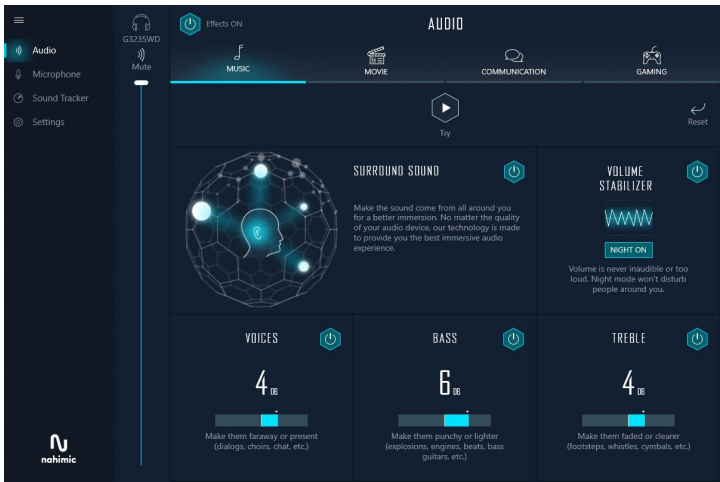 Audio
Microphone
Sound Tracker
Settings
nahimic
G3235WD
Mute
Effects ON
AUDIO
MUSIC
MOVIE
COMMUNICATION
GAMING
Try
Reset
SURROUND SOUND
Make the sound come from all around you
for a better immersion. No matter the quality
of your audio device, our technology is made
to provide you the best immersive audio
experience.
VOLUME
STABILIZER
NIGHT ON
Volume is never inaudible or too
loud. Night mode won't disturb
people around you.
VOICES
4 DB
Make them faraway or present
(dialogs, choirs, chat, etc.)
BASS
6 DB
Make them punchy or lighter
(explosions, engines, beats, bass
guitars, etc.)
TREBLE
4 DB
Make them faded or clearer
(footsteps, whistles, cymbals, etc.)